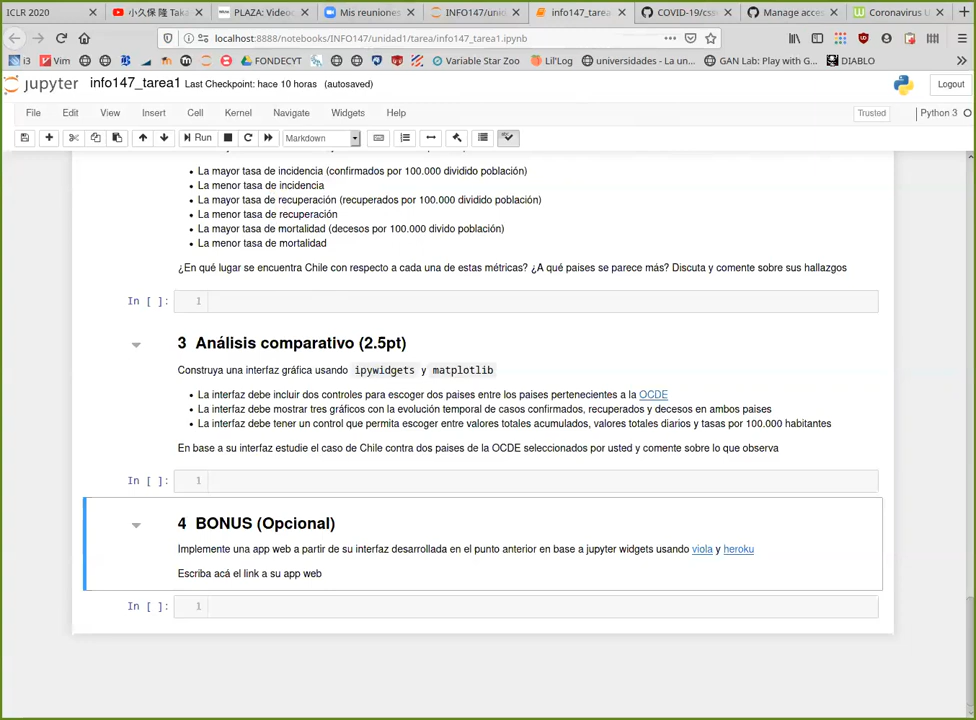 ICLR 2020
小久保 隆 Taka
PLAZA: Videoc
Mis reuniones
INFO147/unid
info147_tarea
COVID-19/css
Manage acces
Coronavirus U
localhost:8888/notebooks/INFO147/unidad1/tarea/info147_tarea1.ipynb
i3 Vim FONDECYT Variable Star Zoo Lil'Log universidades - La un... GAN Lab: Play with G... DIABLO
jupyter info147_tarea1 Last Checkpoint: hace 10 horas (autosaved) Logout
File Edit View Insert Cell Kernel Navigate Widgets Help Trusted Python 3
Run Markdown
La mayor tasa de incidencia (confirmados por 100.000 dividido población)
La menor tasa de incidencia
La mayor tasa de recuperación (recuperados por 100.000 dividido población)
La menor tasa de recuperación
La mayor tasa de mortalidad (decesos por 100.000 divido población)
La menor tasa de mortalidad
¿En qué lugar se encuentra Chile con respecto a cada una de estas métricas? ¿A qué paises se parece más? Discuta y comente sobre sus hallazgos
In [ ]: 1
3 Análisis comparativo (2.5pt)
Construya una interfaz gráfica usando ipywidgets y matplotlib
La interfaz debe incluir dos controles para escoger dos paises entre los paises pertenecientes a la OCDE
La interfaz debe mostrar tres gráficos con la evolución temporal de casos confirmados, recuperados y decesos en ambos paises
La interfaz debe tener un control que permita escoger entre valores totales acumulados, valores totales diarios y tasas por 100.000 habitantes
En base a su interfaz estudie el caso de Chile contra dos paises de la OCDE seleccionados por usted y comente sobre lo que observa
In [ ]: 1
4 BONUS (Opcional)
Implemente una app web a partir de su interfaz desarrollada en el punto anterior en base a jupyter widgets usando viola y heroku
Escriba acá el link a su app web
In [ ]: 1